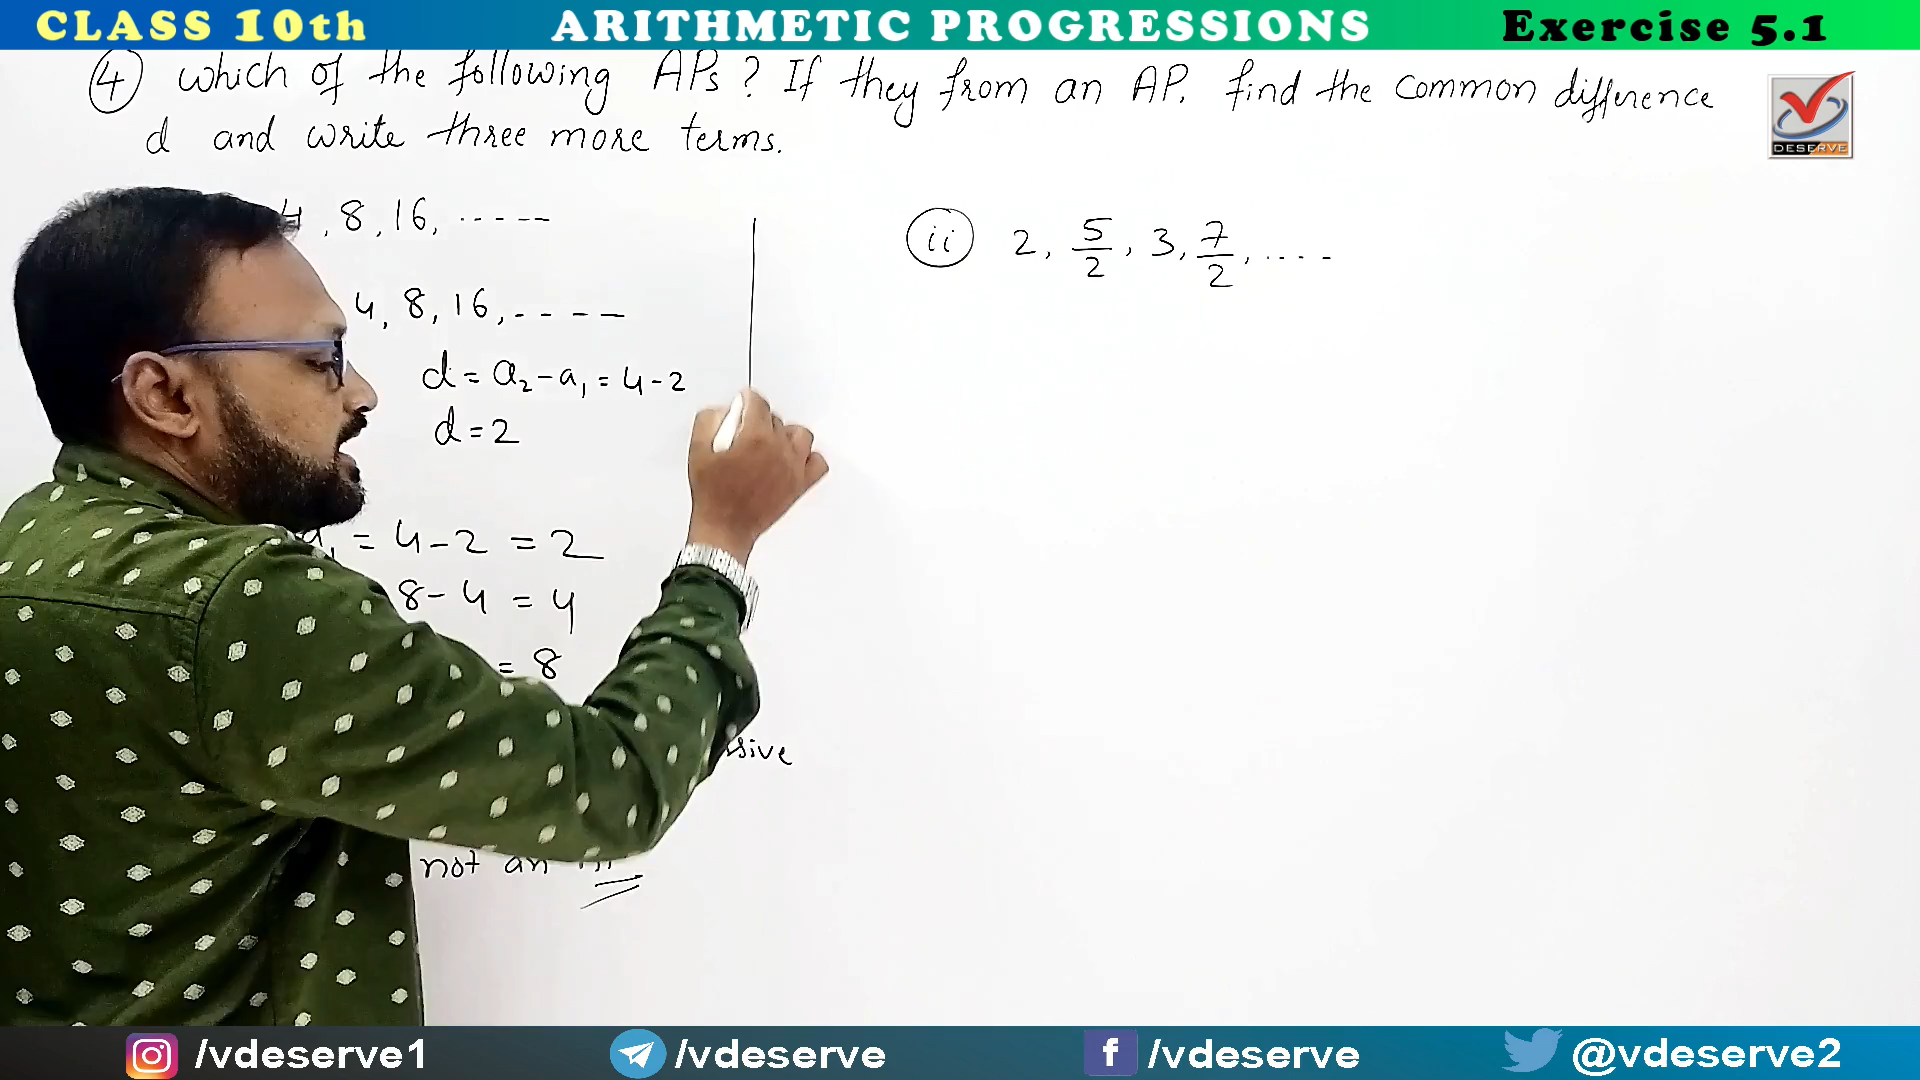 CLASS 10th ARITHMETIC PROGRESSIONS Exercise 5.1
④ which of the following APs? If they from an AP. find the common difference
d and write three more terms.
DESERVE
4, 8, 16, -----
4, 8, 16, -----
d = a₂ - a₁ = 4 - 2
d = 2
a₁ = 4 - 2 = 2
8 - 4 = 4
= 8
not an
(ii) 2, 5/2, 3, 7/2, ....
/vdeserve1 /vdeserve /vdeserve @vdeserve2